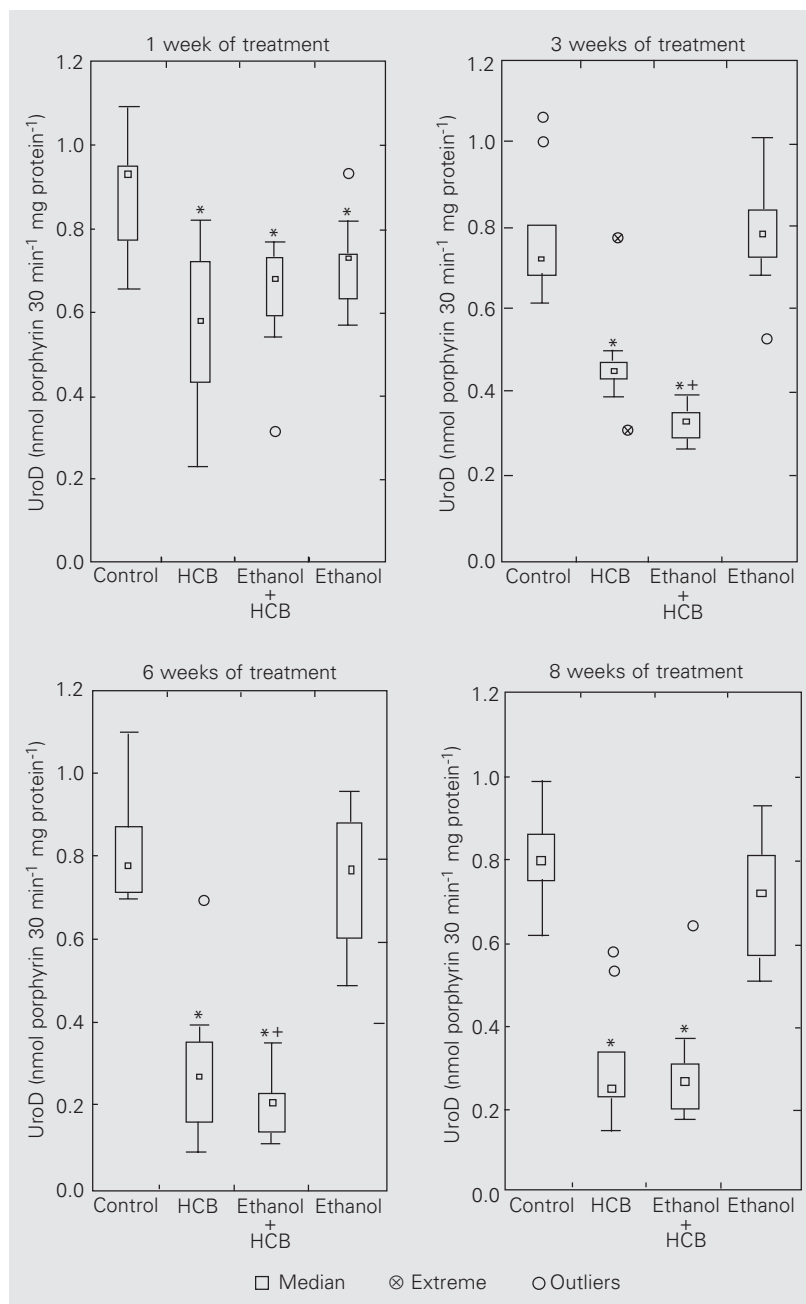 1 week of treatment
UroD (nmol porphyrin 30 min⁻¹ mg protein⁻¹)
1.2
1.0
0.8
0.6
0.4
0.2
0.0
*
*
*
Control HCB Ethanol + HCB Ethanol
3 weeks of treatment
UroD (nmol porphyrin 30 min⁻¹ mg protein⁻¹)
1.2
1.0
0.8
0.6
0.4
0.2
0.0
*
*+
Control HCB Ethanol + HCB Ethanol
6 weeks of treatment
UroD (nmol porphyrin 30 min⁻¹ mg protein⁻¹)
1.2
1.0
0.8
0.6
0.4
0.2
0.0
*
*+
Control HCB Ethanol + HCB Ethanol
8 weeks of treatment
UroD (nmol porphyrin 30 min⁻¹ mg protein⁻¹)
1.2
1.0
0.8
0.6
0.4
0.2
0.0
*
*
Control HCB Ethanol + HCB Ethanol
Median Extreme Outliers